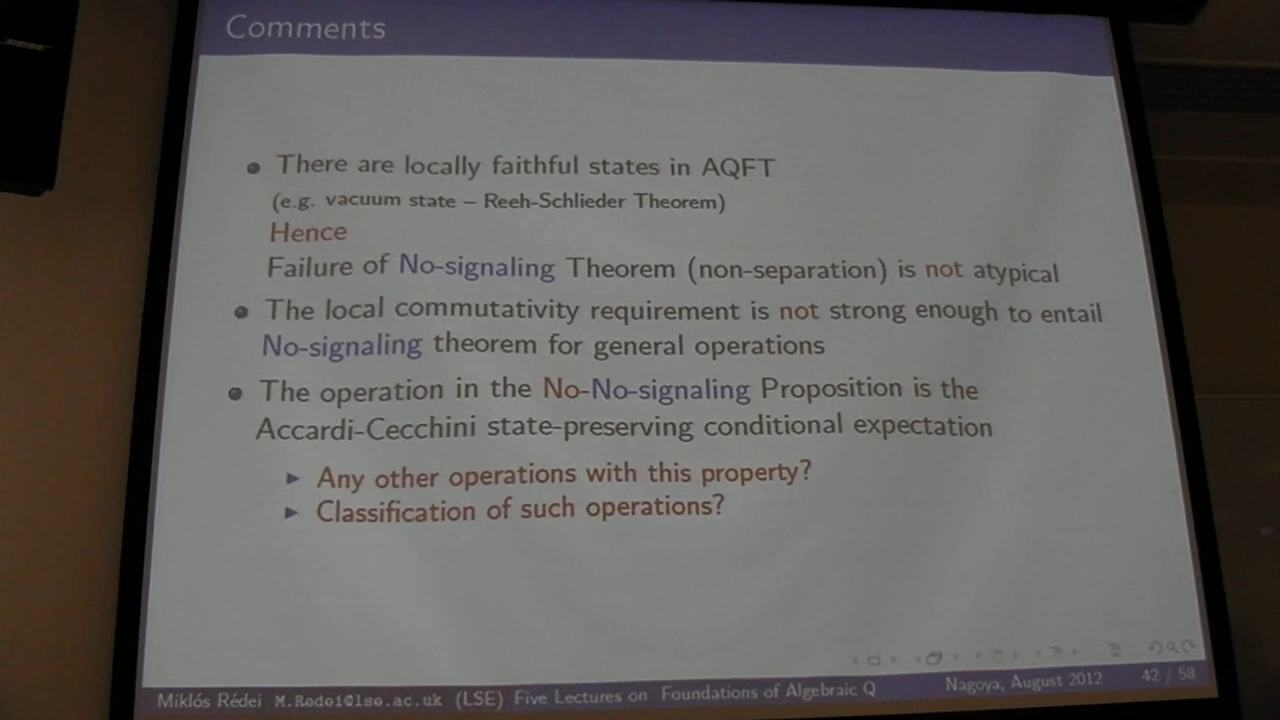 Comments
There are locally faithful states in AQFT
(e.g. vacuum state – Reeh-Schlieder Theorem)
Hence
Failure of No-signaling Theorem (non-separation) is not atypical
The local commutativity requirement is not strong enough to entail
No-signaling theorem for general operations
The operation in the No-No-signaling Proposition is the
Accardi-Cecchini state-preserving conditional expectation
Any other operations with this property?
Classification of such operations?
Miklós Rédei M.Redei@lse.ac.uk (LSE) Five Lectures on Foundations of Algebraic Q Nagoya, August 2012 42 / 58